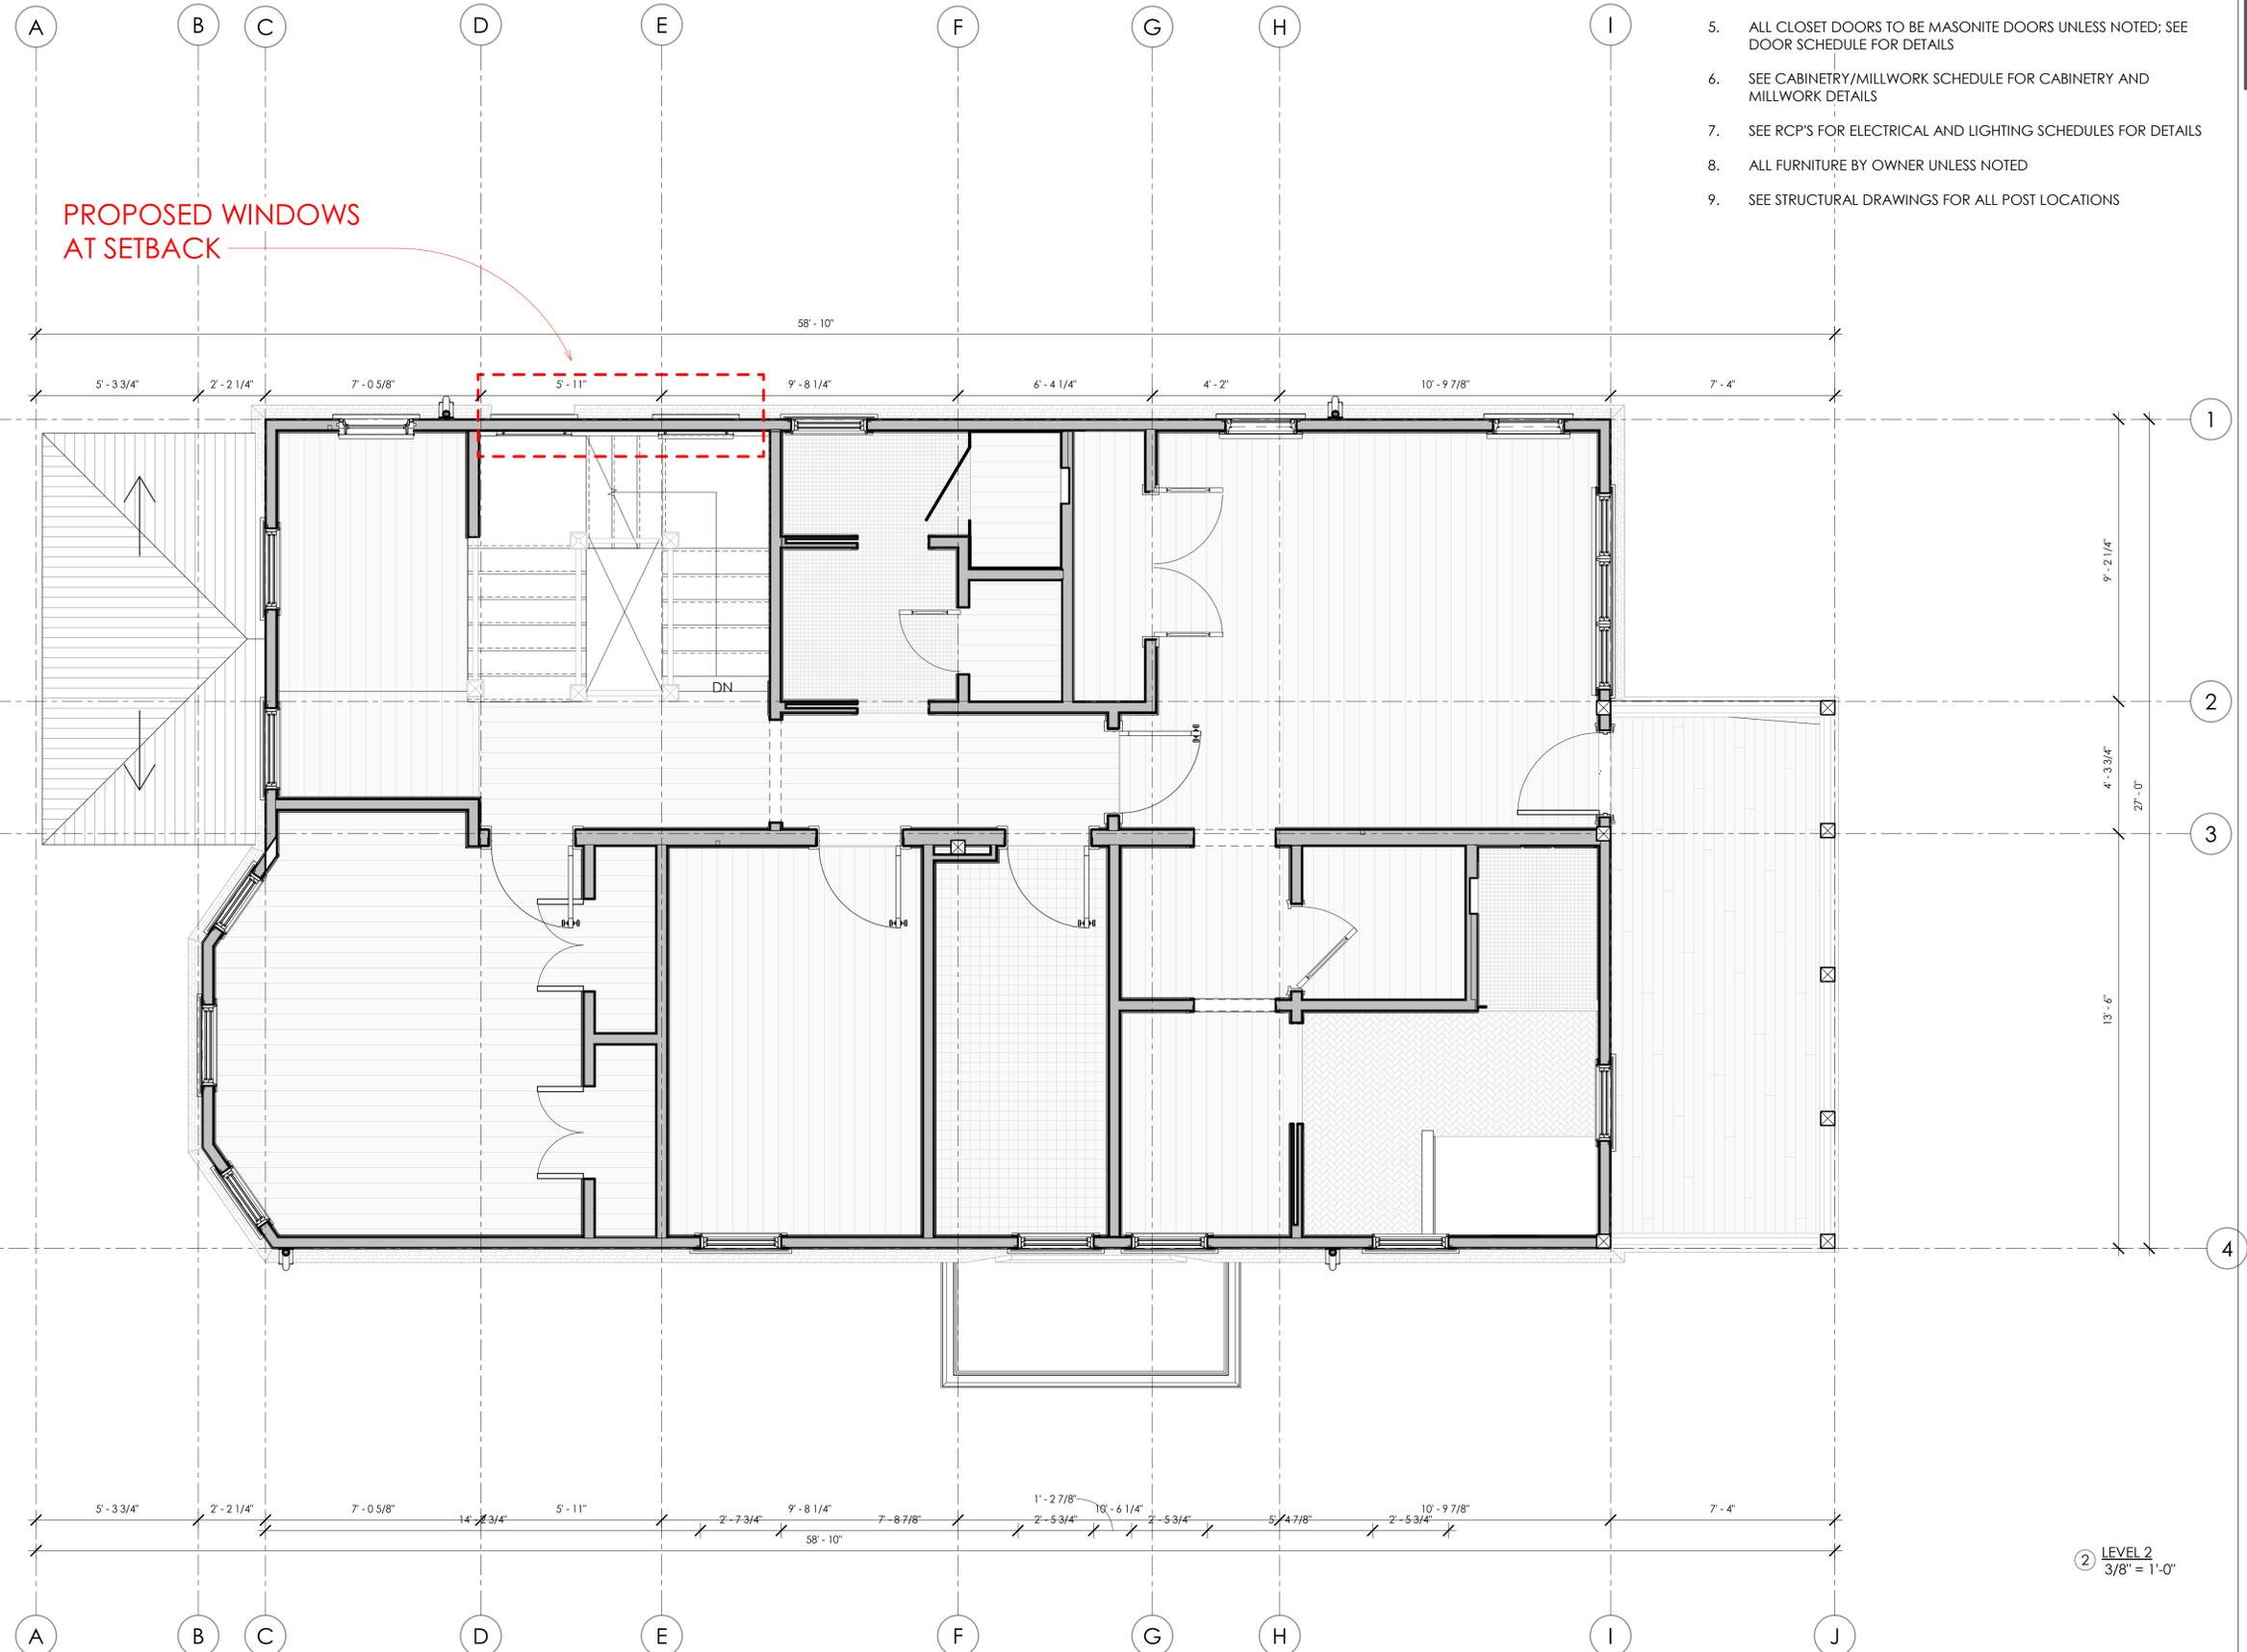 A B C D E F G H I
5. ALL CLOSET DOORS TO BE MASONITE DOORS UNLESS NOTED; SEE
DOOR SCHEDULE FOR DETAILS
6. SEE CABINETRY/MILLWORK SCHEDULE FOR CABINETRY AND
MILLWORK DETAILS
7. SEE RCP'S FOR ELECTRICAL AND LIGHTING SCHEDULES FOR DETAILS
8. ALL FURNITURE BY OWNER UNLESS NOTED
9. SEE STRUCTURAL DRAWINGS FOR ALL POST LOCATIONS
PROPOSED WINDOWS
AT SETBACK
58' - 10"
5' - 3 3/4" 2' - 2 1/4" 7' - 0 5/8" 5' - 11" 9' - 8 1/4" 6' - 4 1/4" 4' - 2" 10' - 9 7/8" 7' - 4"
1
9' - 2 1/4"
DN
2
4' - 3 3/4"
27' - 0"
3
13' - 6"
4
1' - 2 7/8"
5' - 3 3/4" 2' - 2 1/4" 7' - 0 5/8" 5' - 11" 9' - 8 1/4" 10' - 6 1/4" 10' - 9 7/8" 7' - 4"
2' - 7 3/4" 7' - 8 7/8" 2' - 5 3/4" 2' - 5 3/4" 5' - 4 7/8" 2' - 5 3/4"
58' - 10"
2 LEVEL 2
3/8" = 1'-0"
A B C D E F G H I J